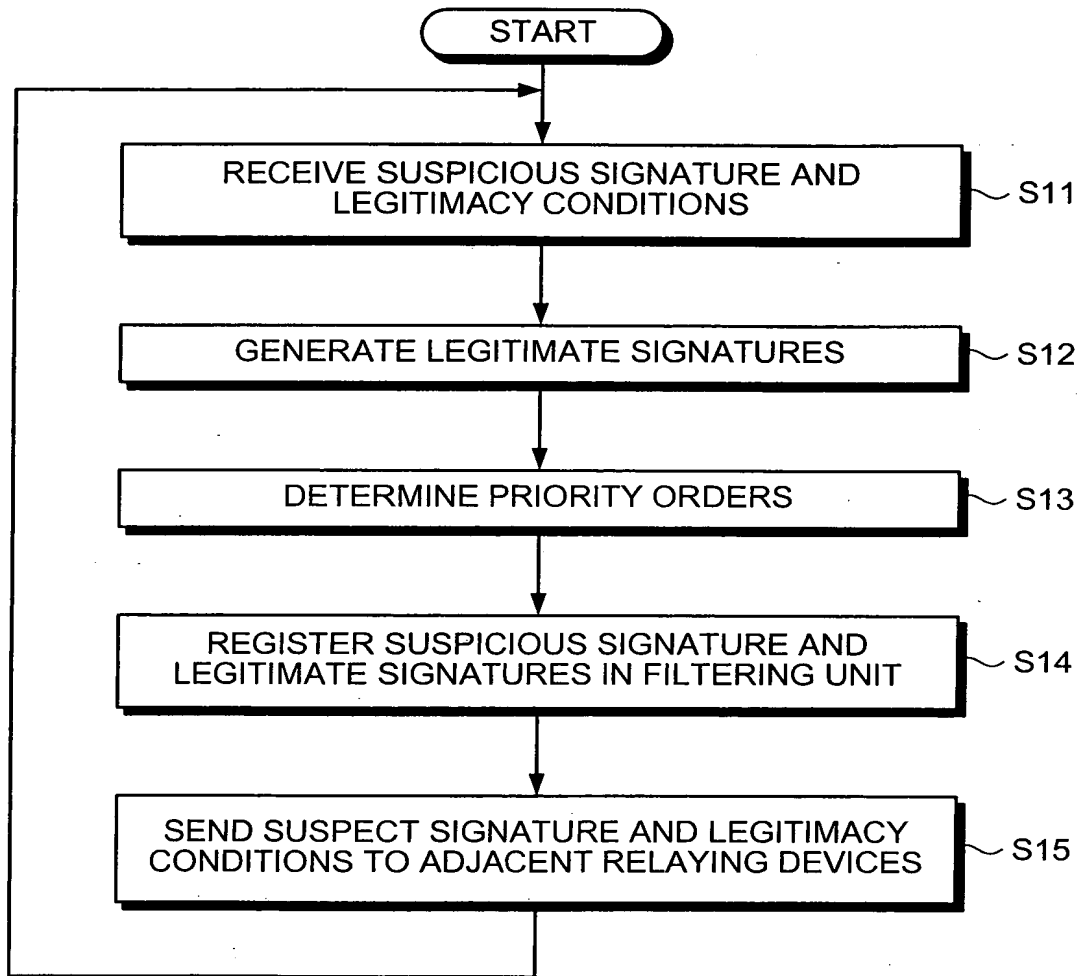 START
RECEIVE SUSPICIOUS SIGNATURE AND
LEGITIMACY CONDITIONS
S11
GENERATE LEGITIMATE SIGNATURES
S12
DETERMINE PRIORITY ORDERS
S13
REGISTER SUSPICIOUS SIGNATURE AND
LEGITIMATE SIGNATURES IN FILTERING UNIT
S14
SEND SUSPECT SIGNATURE AND LEGITIMACY
CONDITIONS TO ADJACENT RELAYING DEVICES
S15